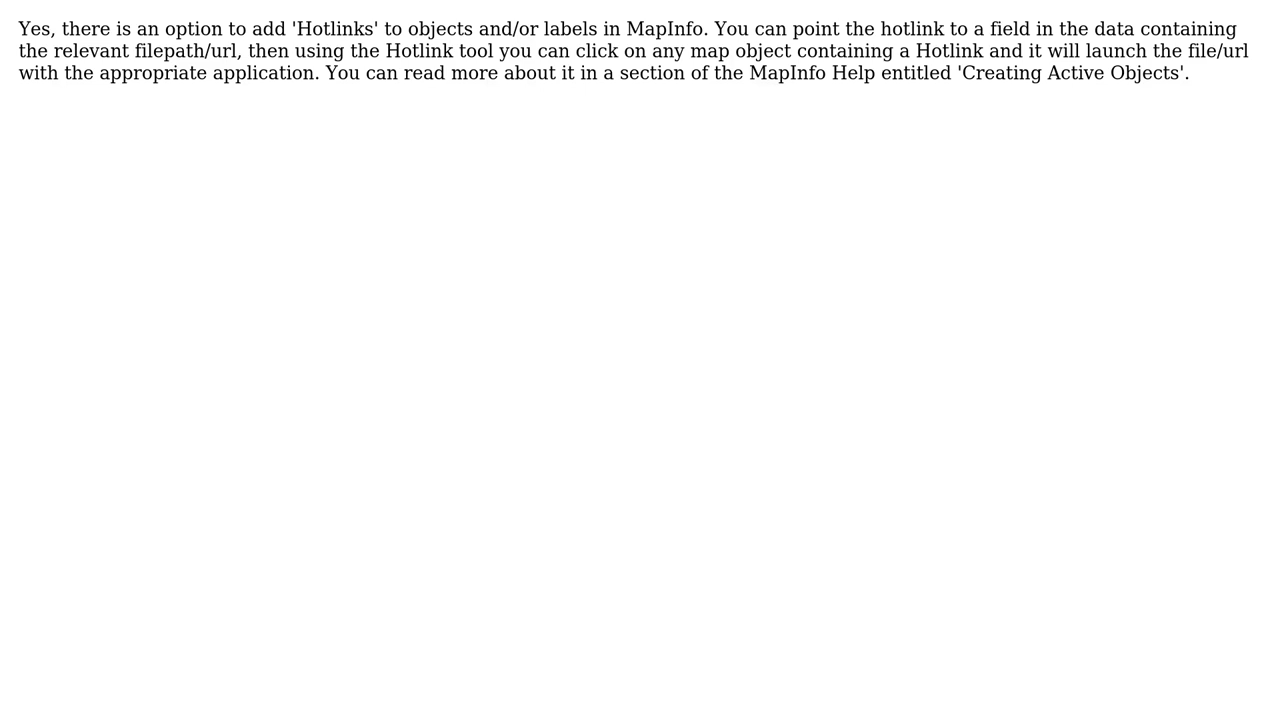 Yes, there is an option to add 'Hotlinks' to objects and/or labels in MapInfo. You can point the hotlink to a field in the data containing
the relevant filepath/url, then using the Hotlink tool you can click on any map object containing a Hotlink and it will launch the file/url
with the appropriate application. You can read more about it in a section of the MapInfo Help entitled 'Creating Active Objects'.